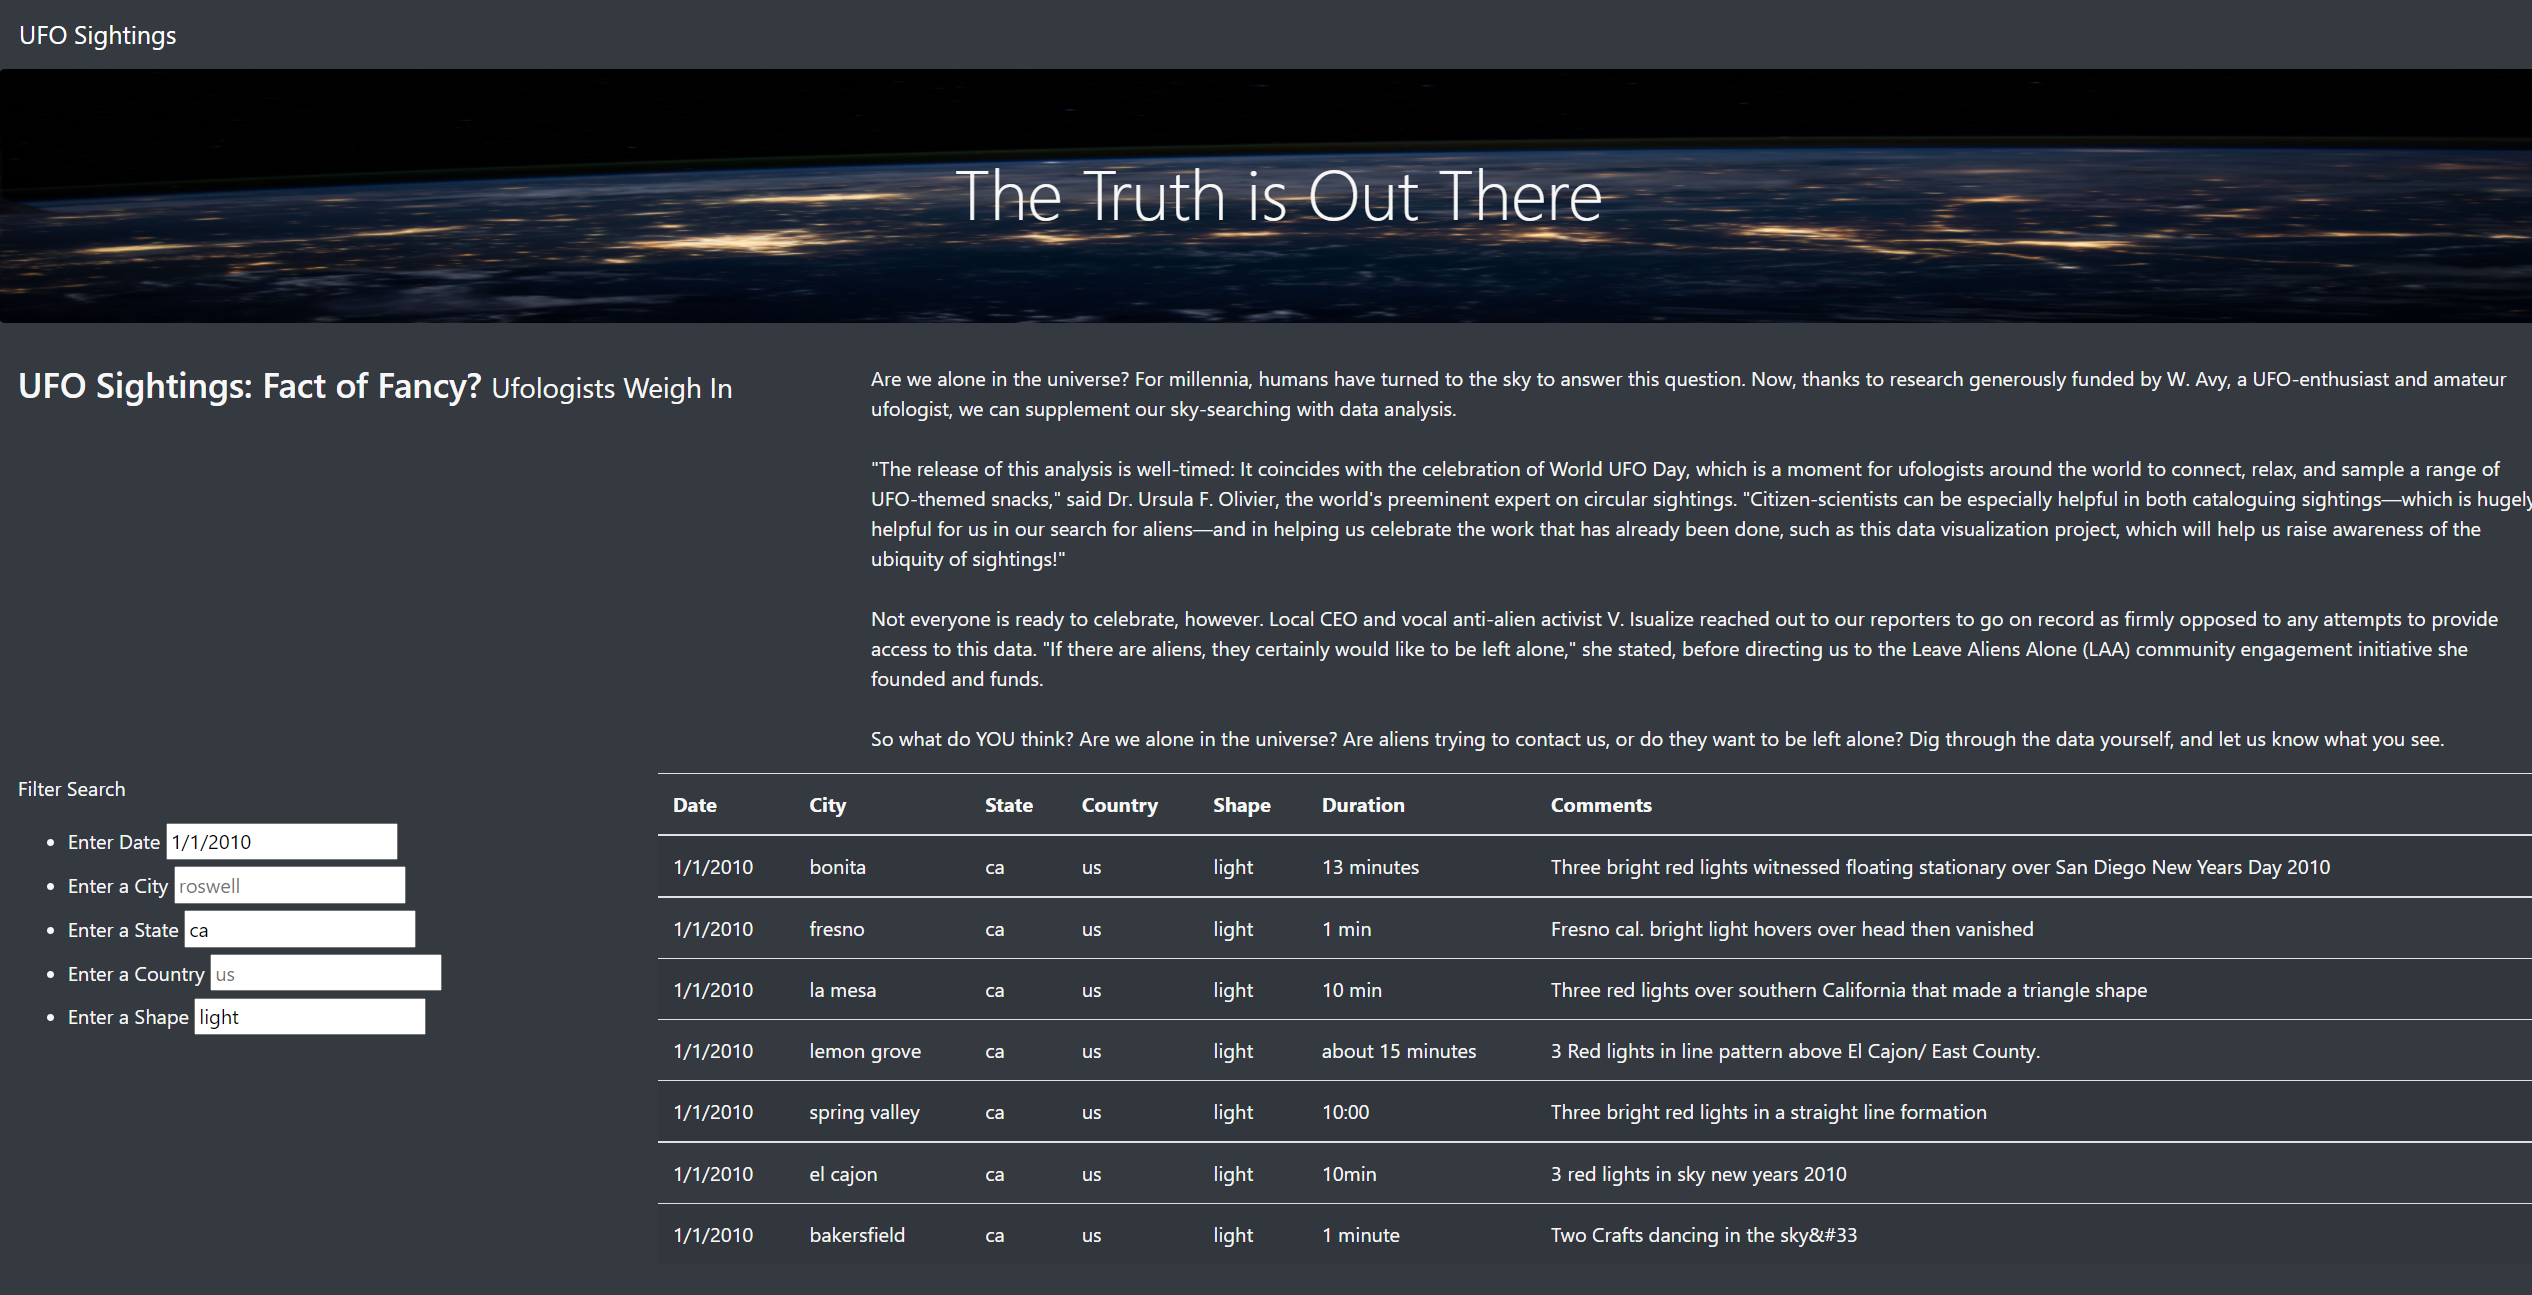 UFO Sightings
The Truth is Out There
UFO Sightings: Fact of Fancy? Ufologists Weigh In
Are we alone in the universe? For millennia, humans have turned to the sky to answer this question. Now, thanks to research generously funded by W. Avy, a UFO-enthusiast and amateur
ufologist, we can supplement our sky-searching with data analysis.
"The release of this analysis is well-timed: It coincides with the celebration of World UFO Day, which is a moment for ufologists around the world to connect, relax, and sample a range of
UFO-themed snacks," said Dr. Ursula F. Olivier, the world's preeminent expert on circular sightings. "Citizen-scientists can be especially helpful in both cataloguing sightings—which is hugely
helpful for us in our search for aliens—and in helping us celebrate the work that has already been done, such as this data visualization project, which will help us raise awareness of the
ubiquity of sightings!"
Not everyone is ready to celebrate, however. Local CEO and vocal anti-alien activist V. Isualize reached out to our reporters to go on record as firmly opposed to any attempts to provide
access to this data. "If there are aliens, they certainly would like to be left alone," she stated, before directing us to the Leave Aliens Alone (LAA) community engagement initiative she
founded and funds.
So what do YOU think? Are we alone in the universe? Are aliens trying to contact us, or do they want to be left alone? Dig through the data yourself, and let us know what you see.
Filter Search
• Enter Date 1/1/2010
• Enter a City roswell
• Enter a State ca
• Enter a Country us
• Enter a Shape light
Date City State Country Shape Duration Comments
1/1/2010 bonita ca us light 13 minutes Three bright red lights witnessed floating stationary over San Diego New Years Day 2010
1/1/2010 fresno ca us light 1 min Fresno cal. bright light hovers over head then vanished
1/1/2010 la mesa ca us light 10 min Three red lights over southern California that made a triangle shape
1/1/2010 lemon grove ca us light about 15 minutes 3 Red lights in line pattern above El Cajon/ East County.
1/1/2010 spring valley ca us light 10:00 Three bright red lights in a straight line formation
1/1/2010 el cajon ca us light 10min 3 red lights in sky new years 2010
1/1/2010 bakersfield ca us light 1 minute Two Crafts dancing in the sky&#33